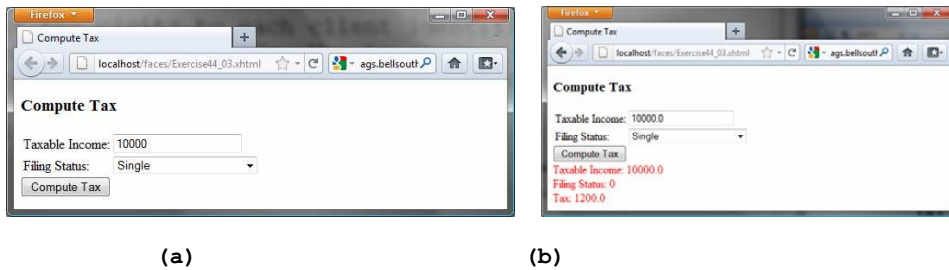 Firefox
Compute Tax
+
localhost/faces/Exercise44_03.xhtml
ags.bellsoutl
Compute Tax
Taxable Income: 10000
Filing Status: Single
Compute Tax
(a)
Firefox
Compute Tax
+
localhost/faces/Exercise44_03.xhtml
ags.bellsoutl
Compute Tax
Taxable Income: 10000.0
Filing Status: Single
Compute Tax
Taxable Income: 10000.0
Filing Status: 0
Tax: 1200.0
(b)